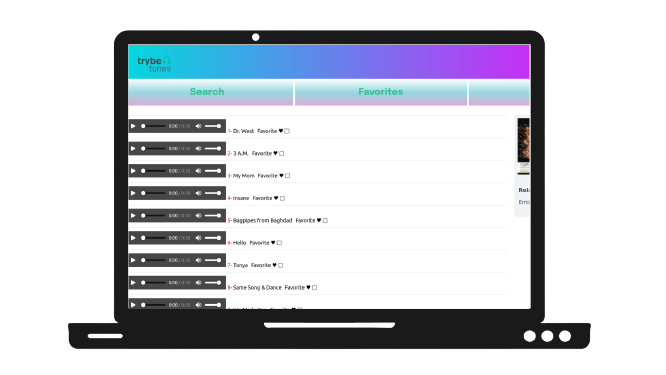 trybe
tunes
Search
Favorites
0:00 / 0:30
1- Dr. West Favorite ♥
0:00 / 0:30
2- 3 A.M. Favorite ♥
0:00 / 0:30
3- My Mom Favorite ♥
0:00 / 0:30
4- Insane Favorite ♥
0:00 / 0:30
5- Bagpipes from Baghdad Favorite ♥
0:00 / 0:30
6- Hello Favorite ♥
0:00 / 0:30
7- Tonya Favorite ♥
0:00 / 0:30
8- Same Song & Dance Favorite ♥
Rel
Emi